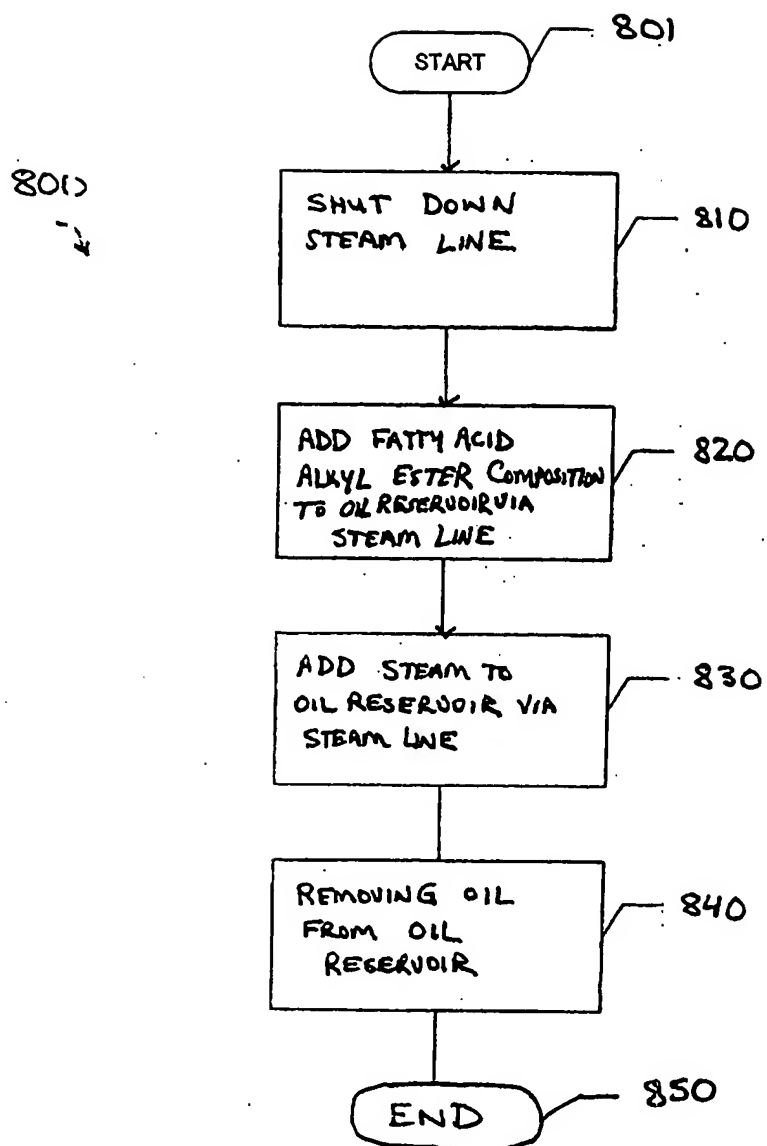 801
START
800
SHUT DOWN
STEAM LINE
810
ADD FATTY ACID
ALKYL ESTER COMPOSITION
TO OIL RESERVOIR VIA
STEAM LINE
820
ADD STEAM TO
OIL RESERVOIR VIA
STEAM LINE
830
REMOVING OIL
FROM OIL
RESERVOIR
840
END
850